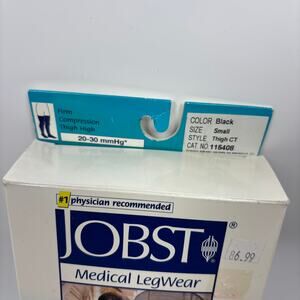 Firm
Compression
Thigh High
20-30 mmHg*
COLOR Black
SIZE Small
STYLE Thigh CT
CAT. NO. 115408
#1 physician recommended
JOBST®
86.99
Medical LegWear